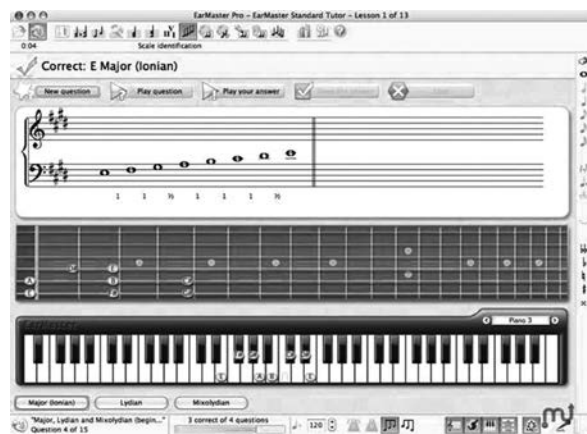 EarMaster Pro - EarMaster Standard Tutor - Lesson 1 of 13
0:04
Scale identification
Correct: E Major (Ionian)
New question
Play question
Play your answer
1 1 ½ 1 1 1 ½
EarMaster
Piano 3
Major (Ionian)
Lydian
Mixolydian
"Major, Lydian and Mixolydian (begin..."
3 correct of 4 questions
120
Question 4 of 15